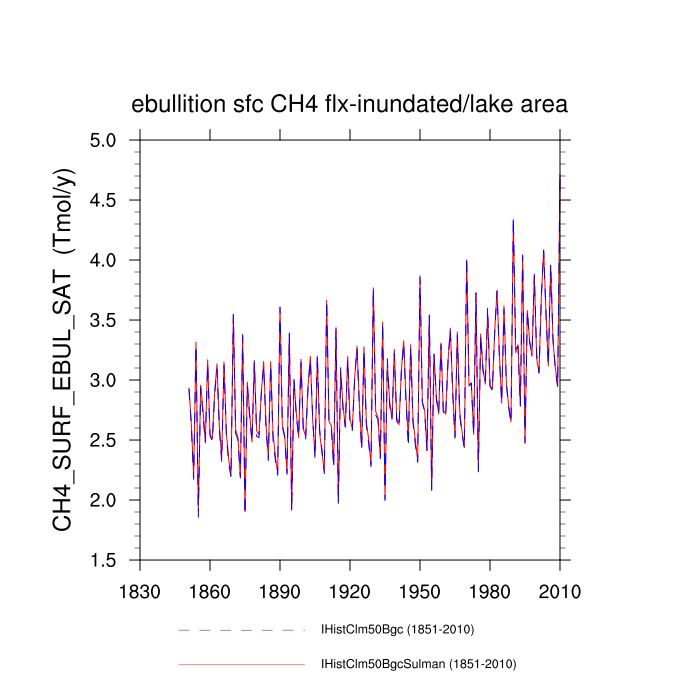 ebullition sfc CH4 flx-inundated/lake area
CH4_SURF_EBUL_SAT (Tmol/y)
5.0
4.5
4.0
3.5
3.0
2.5
2.0
1.5
1830 1860 1890 1920 1950 1980 2010
IHistClm50Bgc (1851-2010)
IHistClm50BgcSulman (1851-2010)